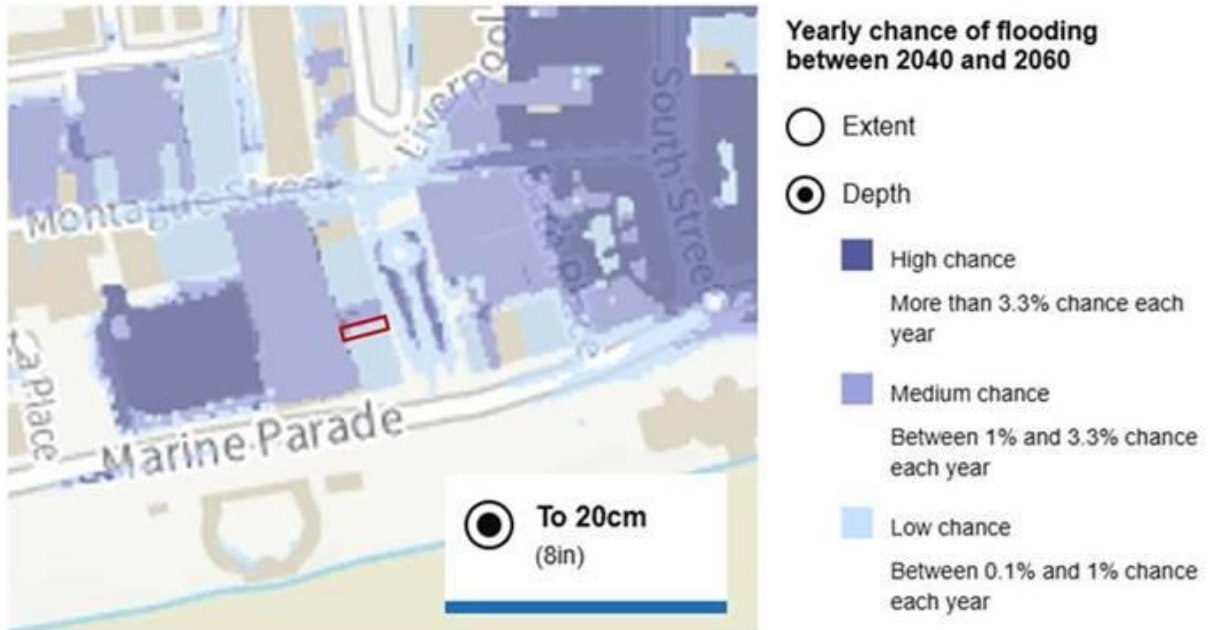 Yearly chance of flooding
between 2040 and 2060
Extent
Depth
High chance
More than 3.3% chance each
year
Medium chance
Between 1% and 3.3% chance
each year
Low chance
Between 0.1% and 1% chance
each year
Liverpool
South Street
Montague Street
Marine Parade
Place
To 20cm
(8in)